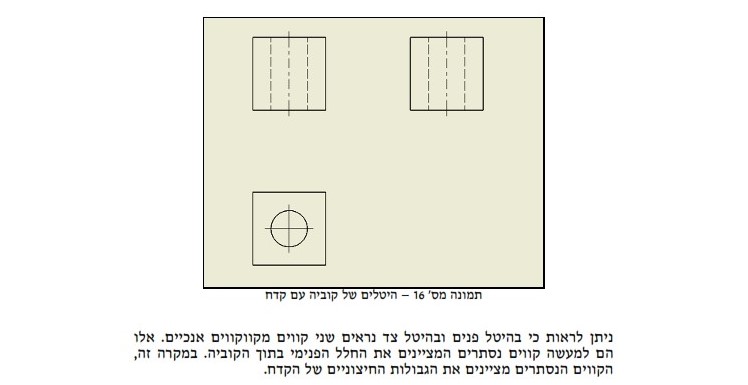 תמונה מס' 16 – היטלים של קוביה עם קדח
ניתן לראות כי בהיטל פנים ובהיטל צד נראים שני קווים מקווקווים אנכיים. אלו
הם למעשה קווים נסתרים המציינים את החלל הפנימי בתוך הקוביה. במקרה זה,
הקווים הנסתרים מציינים את הגבולות החיצוניים של הקדח.